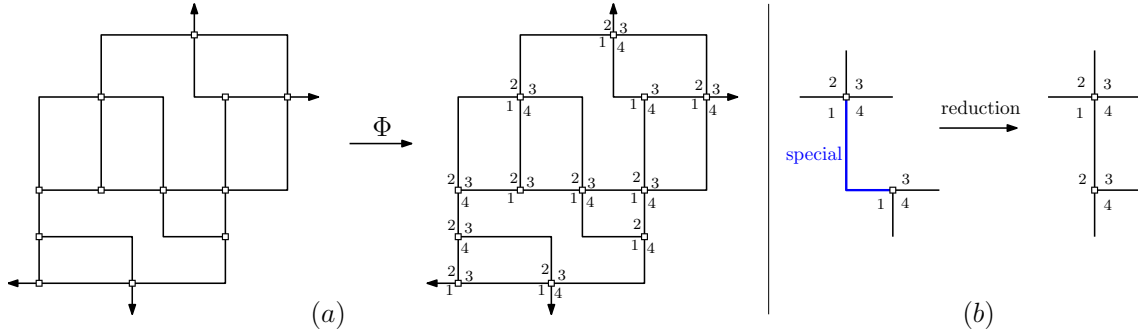 2 3
1 4
2 3 3 2 3
1 4 1 4 1 4
Φ
2 3 2 3 2 3 2 3
4 1 1 4 1 4
2 3 2
4 1 4
2 3 2 3
1 1 4
(a)
2 3
1 4
special
3
1 4
reduction
2 3
1 4
2 3
4
(b)